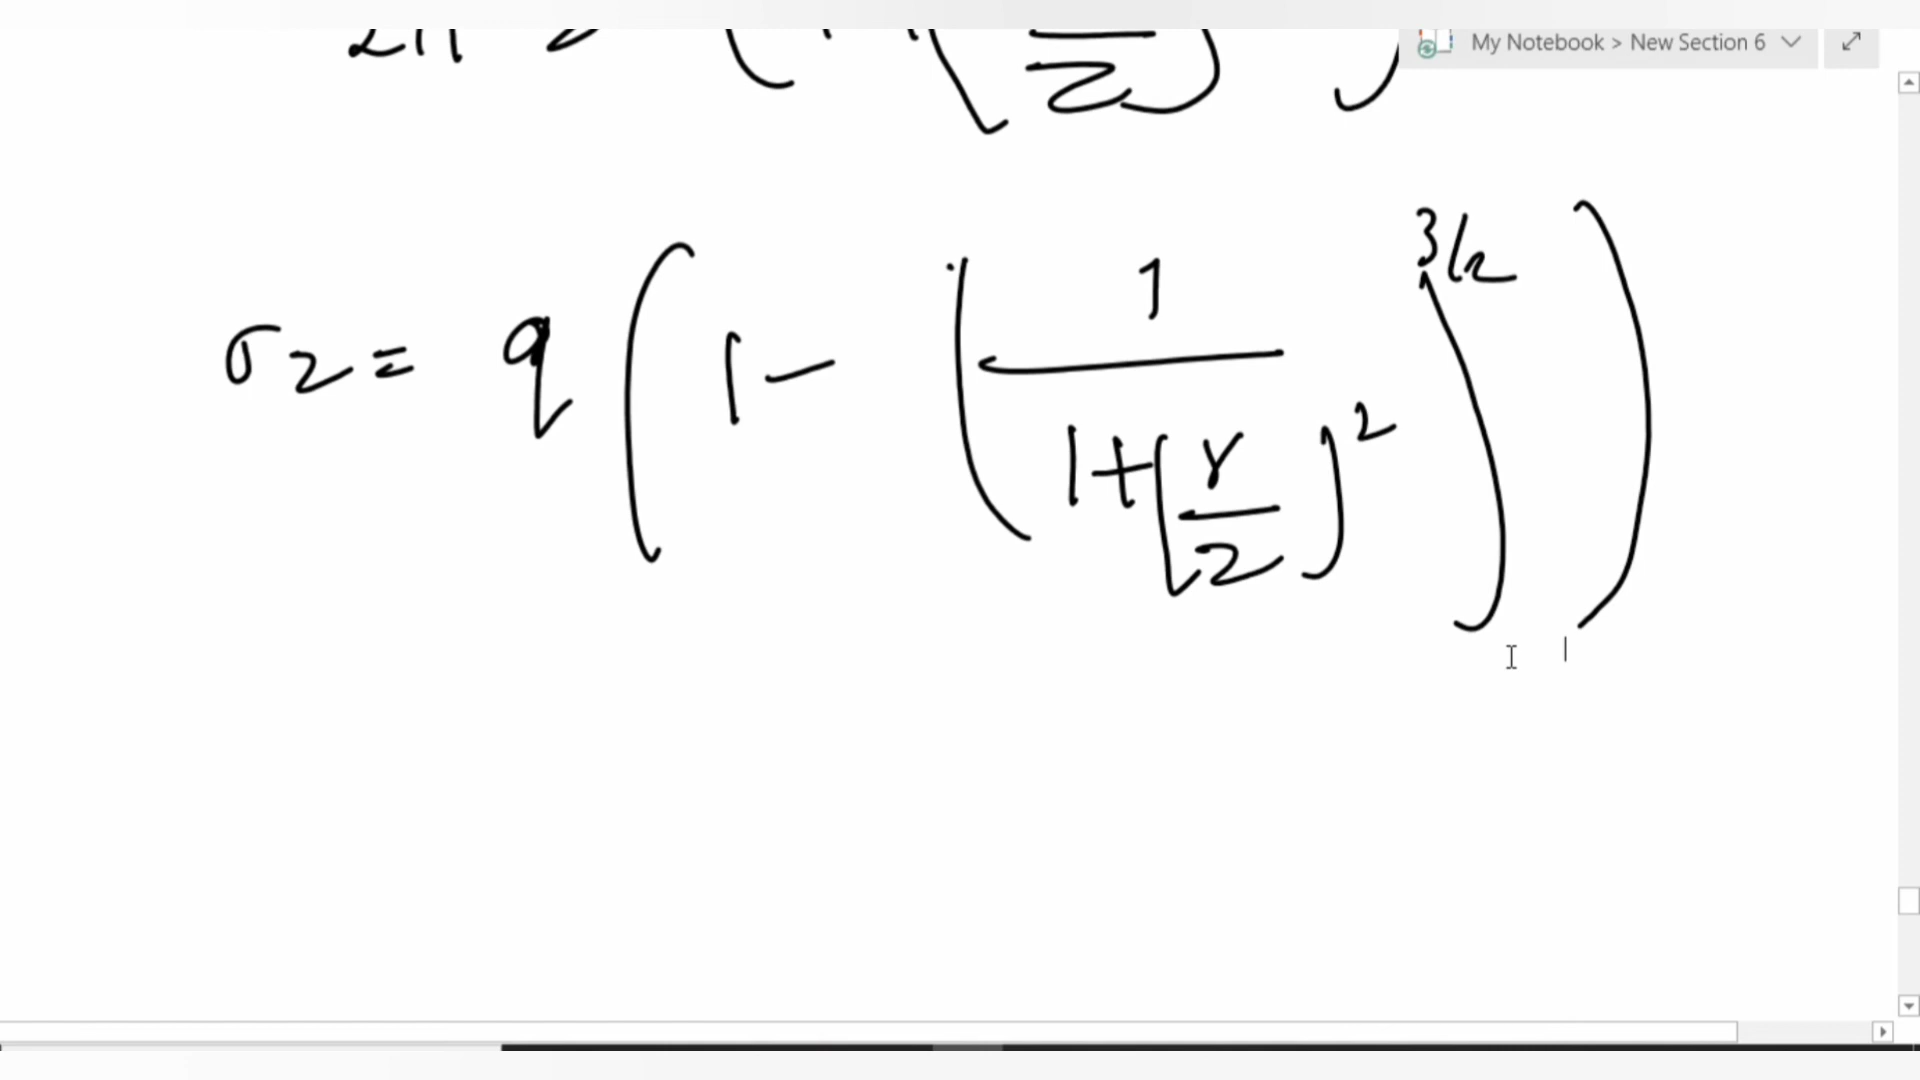 My Notebook > New Section 6
σz = q ( 1 - ( 1 / ( 1 + ( r / z )^2 ) )^3/2 )